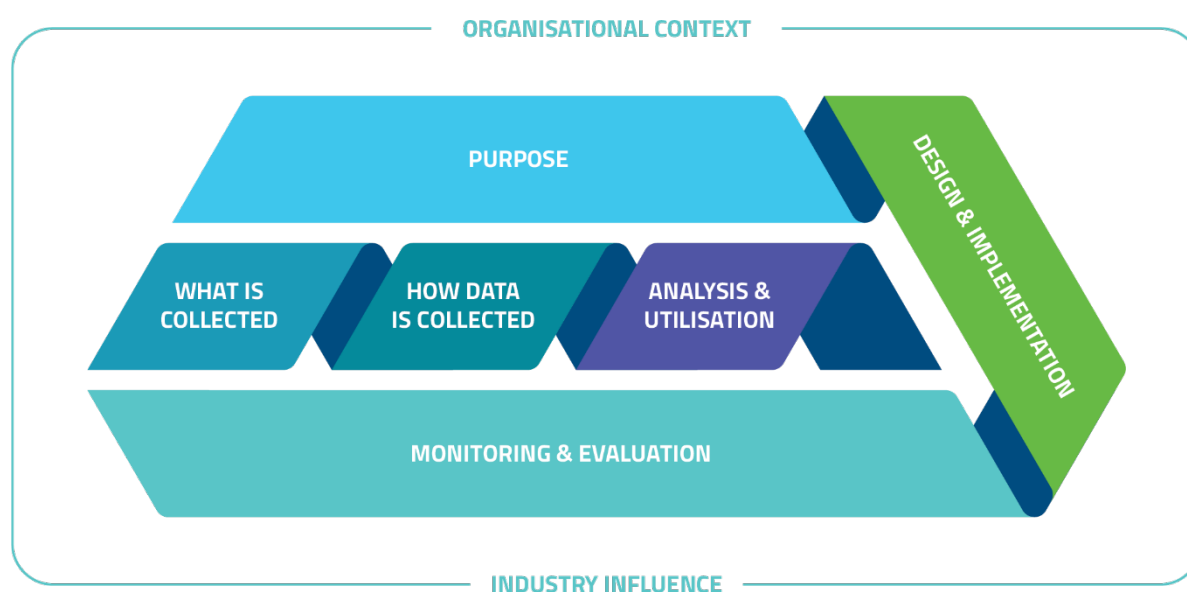 ORGANISATIONAL CONTEXT
PURPOSE
DESIGN & IMPLEMENTATION
WHAT IS
COLLECTED
HOW DATA
IS COLLECTED
ANALYSIS &
UTILISATION
MONITORING & EVALUATION
INDUSTRY INFLUENCE